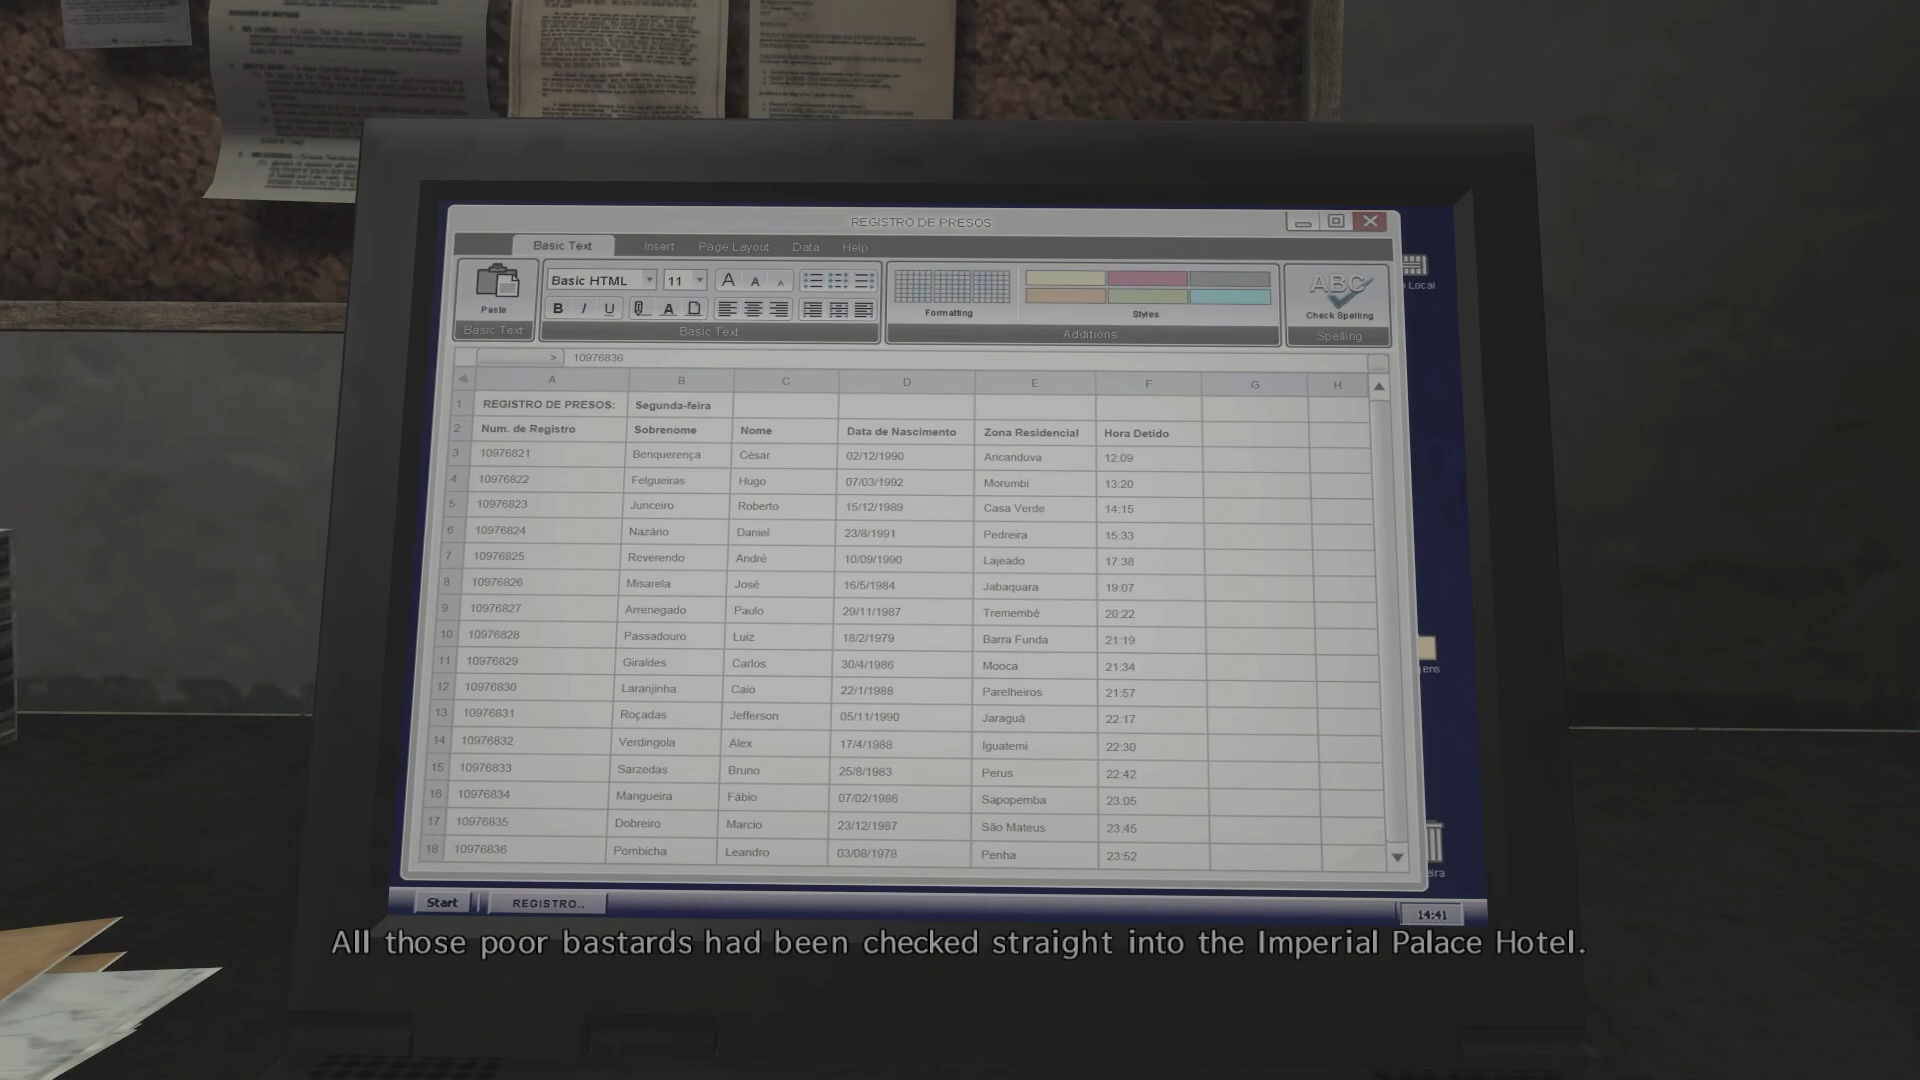 REGISTRO DE PRESOS
Basic Text Insert Page Layout Data Help
Basic HTML 11 A A A ABC
Paste B I U A Formatting Styles Check Spelling
Basic Text Basic Text Additions Spelling
> 10976836
A B C D E F G H
1 REGISTRO DE PRESOS: Segunda-feira
2 Num. de Registro Sobrenome Nome Data de Nascimento Zona Residencial Hora Detido
3 10976821 Benquerença César 02/12/1990 Aricanduva 12:09
4 10976822 Felgueiras Hugo 07/03/1992 Morumbi 13:20
5 10976823 Junceiro Roberto 15/12/1989 Casa Verde 14:15
6 10976824 Nazário Daniel 23/8/1991 Pedreira 15:33
7 10976825 Reverendo André 10/09/1990 Lajeado 17:38
8 10976826 Misarela José 16/5/1984 Jabaquara 19:07
9 10976827 Arrenegado Paulo 29/11/1987 Tremembé 20:22
10 10976828 Passadouro Luiz 18/2/1979 Barra Funda 21:19
11 10976829 Giraldes Carlos 30/4/1986 Mooca 21:34
12 10976830 Laranjinha Caio 22/1/1988 Parelheiros 21:57
13 10976831 Roçadas Jefferson 05/11/1990 Jaraguá 22:17
14 10976832 Verdingola Alex 17/4/1988 Iguatemi 22:30
15 10976833 Sarzedas Bruno 25/8/1983 Perus 22:42
16 10976834 Mangueira Fábio 07/02/1986 Sapopemba 23:05
17 10976835 Dobreiro Marcio 23/12/1987 São Mateus 23:45
18 10976836 Pombicha Leandro 03/08/1978 Penha 23:52
Local
ens
eira
Start REGISTRO.. 14:41
All those poor bastards had been checked straight into the Imperial Palace Hotel.